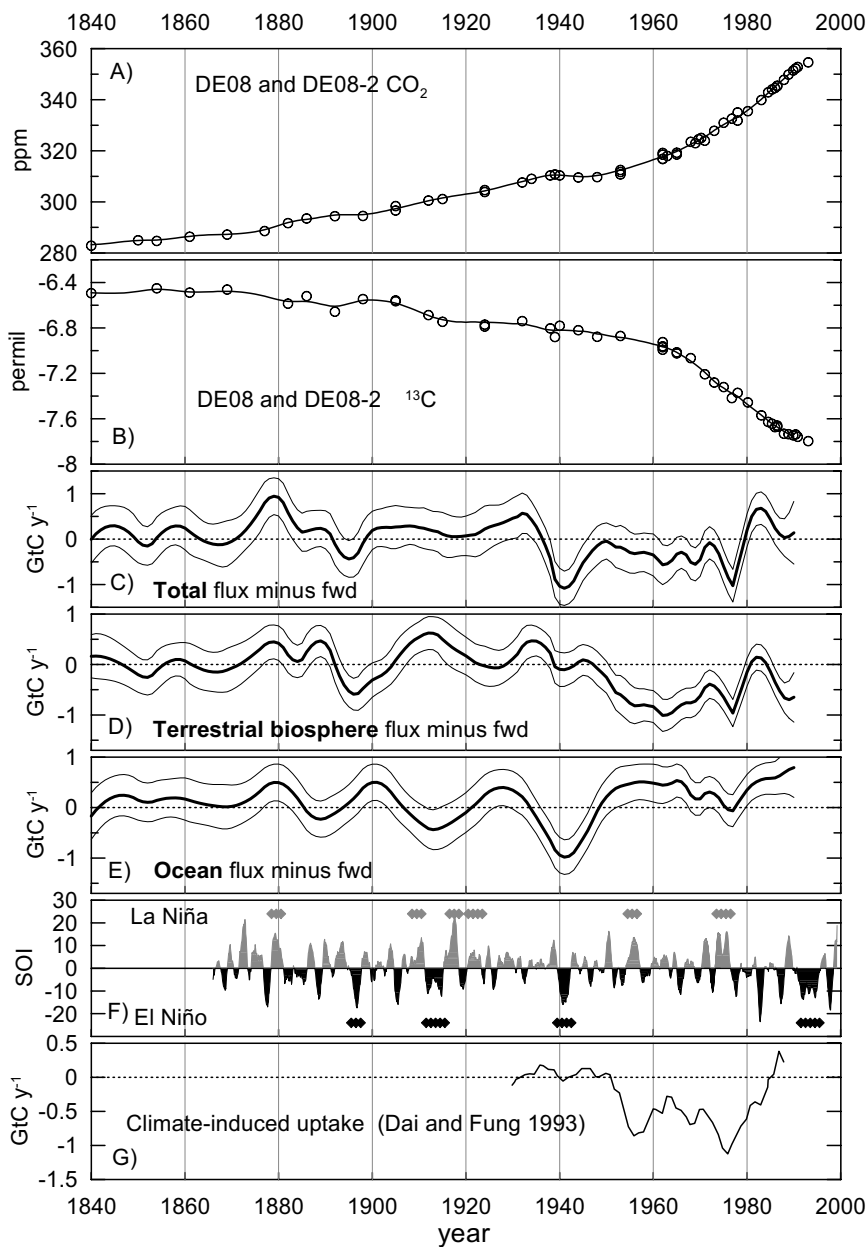 1840 1860 1880 1900 1920 1940 1960 1980 2000
A)
DE08 and DE08-2 CO2
ppm
360
340
320
300
280
DE08 and DE08-2 13C
B)
permil
-6.4
-6.8
-7.2
-7.6
-8
C) Total flux minus fwd
GtC y-1
1
0
-1
D) Terrestrial biosphere flux minus fwd
GtC y-1
1
0
-1
E) Ocean flux minus fwd
GtC y-1
1
0
-1
La Niña
SOI
30
20
10
0
-10
-20
F) El Niño
Climate-induced uptake (Dai and Fung 1993)
G)
GtC y-1
0.5
0
-0.5
-1
-1.5
1840 1860 1880 1900 1920 1940 1960 1980 2000
year